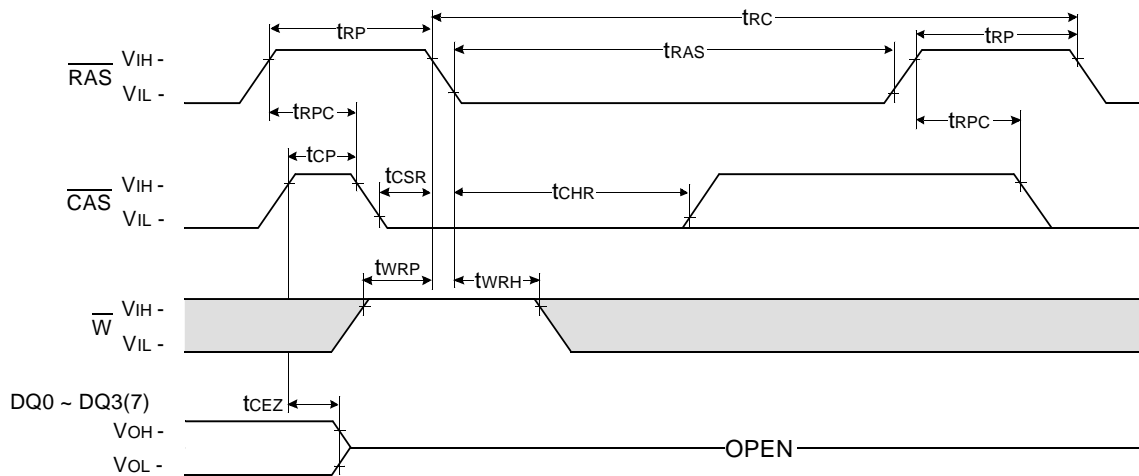 tRC
tRP
tRP
tRAS
RAS
VIH -
VIL -
tRPC
tRPC
tCP
tCSR
CAS
VIH -
VIL -
tCHR
tWRP
tWRH
W
VIH -
VIL -
DQ0 ~ DQ3(7)
tCEZ
VOH -
VOL -
OPEN